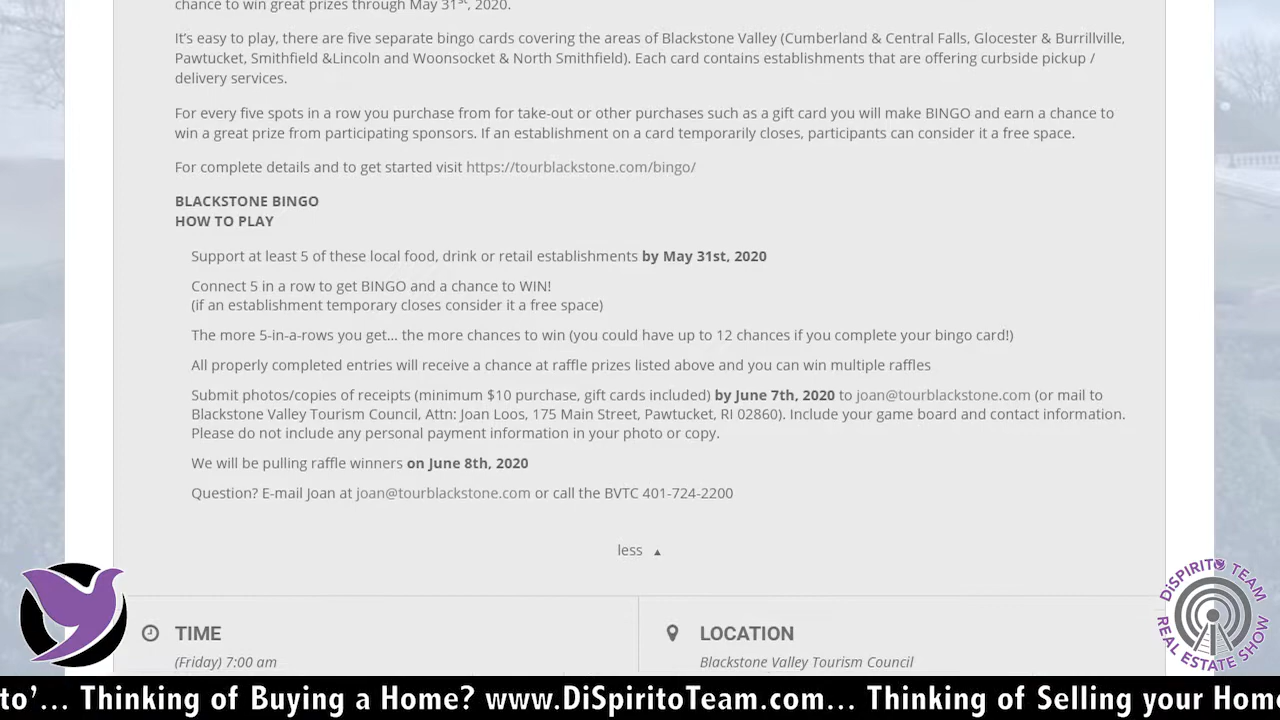 chance to win great prizes through May 31st, 2020.
It's easy to play, there are five separate bingo cards covering the areas of Blackstone Valley (Cumberland & Central Falls, Glocester & Burrillville,
Pawtucket, Smithfield &Lincoln and Woonsocket & North Smithfield). Each card contains establishments that are offering curbside pickup /
delivery services.
For every five spots in a row you purchase from for take-out or other purchases such as a gift card you will make BINGO and earn a chance to
win a great prize from participating sponsors. If an establishment on a card temporarily closes, participants can consider it a free space.
For complete details and to get started visit https://tourblackstone.com/bingo/
BLACKSTONE BINGO
HOW TO PLAY
Support at least 5 of these local food, drink or retail establishments by May 31st, 2020
Connect 5 in a row to get BINGO and a chance to WIN!
(if an establishment temporary closes consider it a free space)
The more 5-in-a-rows you get... the more chances to win (you could have up to 12 chances if you complete your bingo card!)
All properly completed entries will receive a chance at raffle prizes listed above and you can win multiple raffles
Submit photos/copies of receipts (minimum $10 purchase, gift cards included) by June 7th, 2020 to joan@tourblackstone.com (or mail to
Blackstone Valley Tourism Council, Attn: Joan Loos, 175 Main Street, Pawtucket, RI 02860). Include your game board and contact information.
Please do not include any personal payment information in your photo or copy.
We will be pulling raffle winners on June 8th, 2020
Question? E-mail Joan at joan@tourblackstone.com or call the BVTC 401-724-2200
less ▲
TIME
(Friday) 7:00 am
LOCATION
Blackstone Valley Tourism Council
DiSPIRITO TEAM
REAL ESTATE SHOW
to'... Thinking of Buying a Home? www.DiSpiritoTeam.com... Thinking of Selling your Home